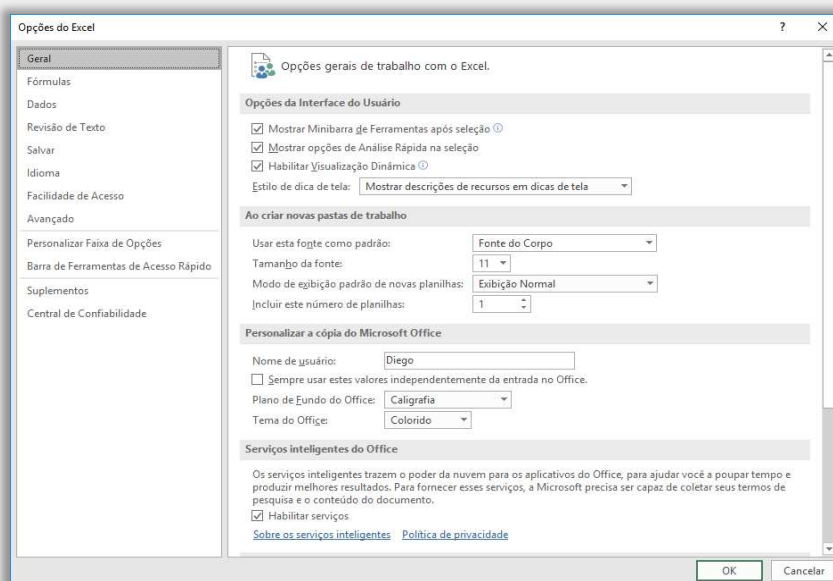 Opções do Excel
?
Geral
Fórmulas
Dados
Revisão de Texto
Salvar
Idioma
Facilidade de Acesso
Avançado
Personalizar Faixa de Opções
Barra de Ferramentas de Acesso Rápido
Suplementos
Central de Confiabilidade
Opções gerais de trabalho com o Excel.
Opções da Interface do Usuário
Mostrar Minibarra de Ferramentas após seleção
Mostrar opções de Análise Rápida na seleção
Habilitar Visualização Dinâmica
Estilo de dica de tela: Mostrar descrições de recursos em dicas de tela
Ao criar novas pastas de trabalho
Usar esta fonte como padrão: Fonte do Corpo
Tamanho da fonte: 11
Modo de exibição padrão de novas planilhas: Exibição Normal
Incluir este número de planilhas: 1
Personalizar a cópia do Microsoft Office
Nome de usuário: Diego
Sempre usar estes valores independentemente da entrada no Office.
Plano de Fundo do Office: Caligrafia
Tema do Office: Colorido
Serviços inteligentes do Office
Os serviços inteligentes trazem o poder da nuvem para os aplicativos do Office, para ajudar você a poupar tempo e
produzir melhores resultados. Para fornecer esses serviços, a Microsoft precisa ser capaz de coletar seus termos de
pesquisa e o conteúdo do documento.
Habilitar serviços
Sobre os serviços inteligentes Política de privacidade
OK Cancelar